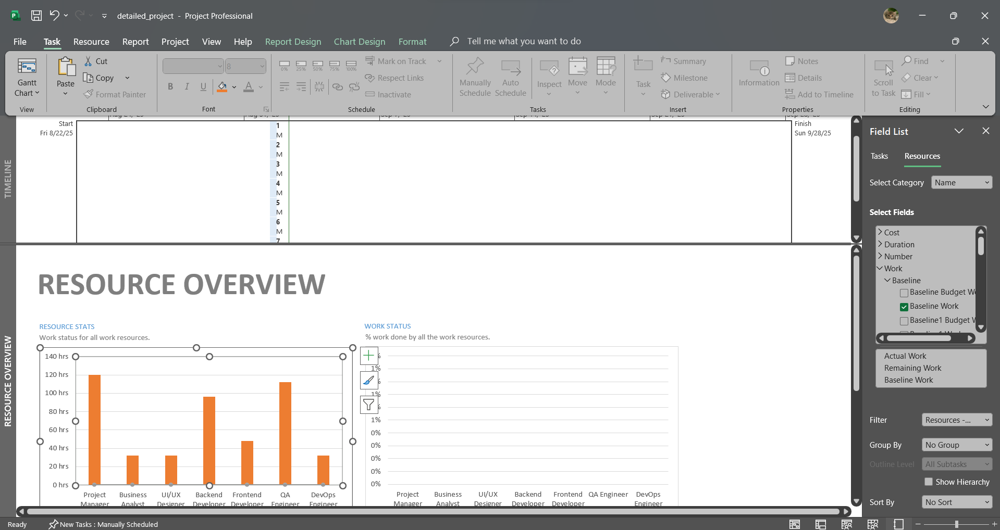 detailed_project - Project Professional
File Task Resource Report Project View Help Report Design Chart Design Format Tell me what you want to do
Gantt Chart
View
Paste
Cut
Copy
Format Painter
Clipboard
8
B I U A
Font
0% 25% 50% 75% 100%
Mark on Track
Respect Links
Inactivate
Schedule
Manually Schedule
Auto Schedule
Inspect
Move
Mode
Tasks
Task
Summary
Milestone
Deliverable
Insert
Information
Notes
Details
Add to Timeline
Properties
Scroll to Task
Find
Clear
Fill
Editing
TIMELINE
Start
Fri 8/22/25
1
M
2
M
3
M
4
M
5
M
6
M
7
Finish
Sun 9/28/25
RESOURCE OVERVIEW
RESOURCE OVERVIEW
RESOURCE STATS
Work status for all work resources.
140 hrs
120 hrs
100 hrs
80 hrs
60 hrs
40 hrs
20 hrs
0 hrs
Project Manager
Business Analyst
UI/UX Designer
Backend Developer
Frontend Developer
QA Engineer
DevOps Engineer
WORK STATUS
% work done by all the work resources.
1%
1%
1%
0%
0%
0%
0%
0%
Project Manager
Business Analyst
UI/UX Designer
Backend Developer
Frontend Developer
QA Engineer
DevOps Engineer
Field List
Tasks Resources
Select Category Name
Select Fields
Cost
Duration
Number
Work
Baseline
Baseline Budget
Baseline Work
Baseline1 Budget
Actual Work
Remaining Work
Baseline Work
Filter Resources -...
Group By No Group
Outline Level All Subtasks
Show Hierarchy
Sort By No Sort
Ready New Tasks : Manually Scheduled